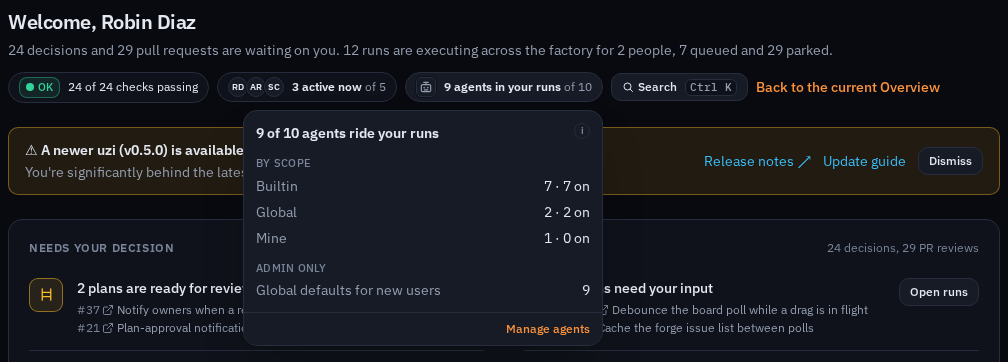 Welcome, Robin Diaz
24 decisions and 29 pull requests are waiting on you. 12 runs are executing across the factory for 2 people, 7 queued and 29 parked.
OK 24 of 24 checks passing
RD AR SC 3 active now of 5
9 agents in your runs of 10
Search Ctrl K
Back to the current Overview
⚠ A newer uzi (v0.5.0) is available
You're significantly behind the
Release notes ↗ Update guide Dismiss
9 of 10 agents ride your runs i
BY SCOPE
Builtin 7 · 7 on
Global 2 · 2 on
Mine 1 · 0 on
ADMIN ONLY
Global defaults for new users 9
Manage agents
NEEDS YOUR DECISION 24 decisions, 29 PR reviews
2 plans are ready for
#37 Notify owners when a
#21 Plan-approval
need your input
Debounce the board poll while a drag is in flight
Cache the forge issue list between polls
Open runs